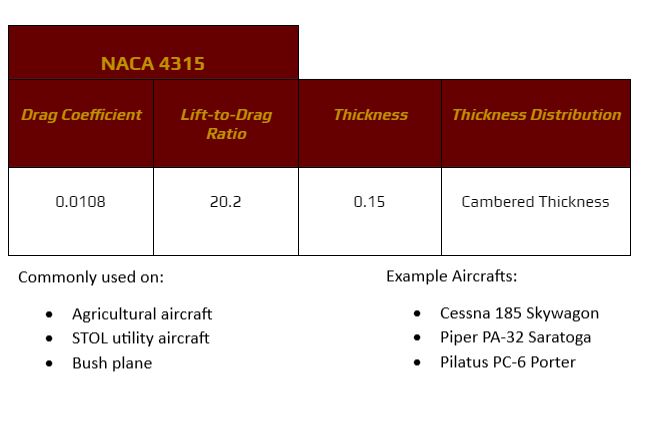 NACA 4315
Drag Coefficient
Lift-to-Drag
Ratio
Thickness
Thickness Distribution
0.0108
20.2
0.15
Cambered Thickness
Commonly used on:
• Agricultural aircraft
• STOL utility aircraft
• Bush plane
Example Aircrafts:
• Cessna 185 Skywagon
• Piper PA-32 Saratoga
• Pilatus PC-6 Porter